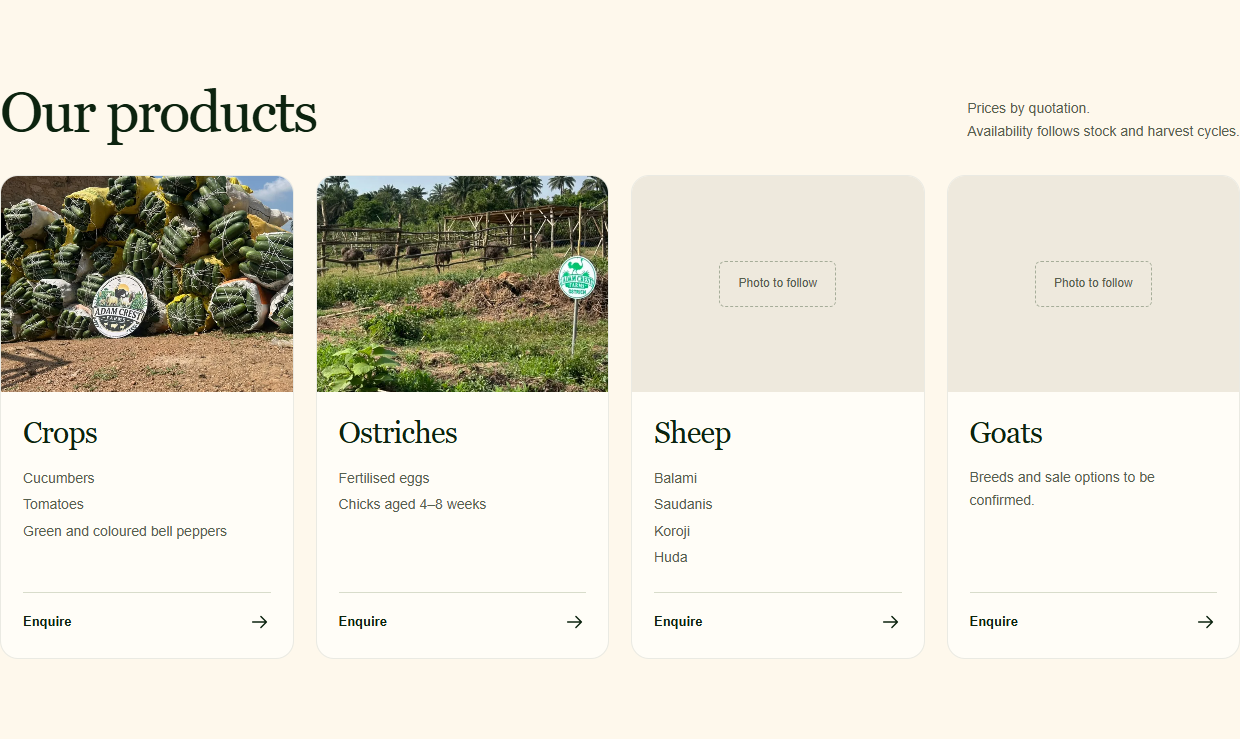 Our products
Prices by quotation.
Availability follows stock and harvest cycles.
ADAM CREST
FARMS
Crops
Cucumbers
Tomatoes
Green and coloured bell peppers
Enquire
Ostriches
Fertilised eggs
Chicks aged 4–8 weeks
Enquire
Photo to follow
Sheep
Balami
Saudanis
Koroji
Huda
Enquire
Photo to follow
Goats
Breeds and sale options to be
confirmed.
Enquire